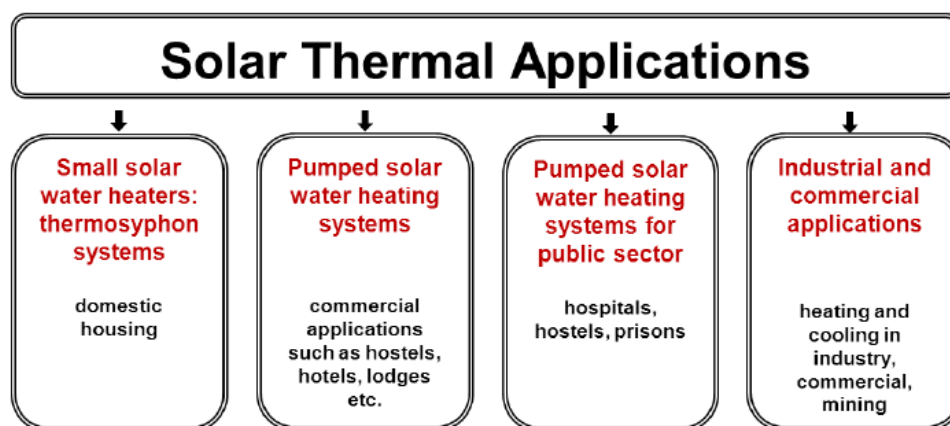 Solar Thermal Applications
Small solar
water heaters:
thermosyphon
systems
domestic
housing
Pumped solar
water heating
systems
commercial
applications
such as hostels,
hotels, lodges
etc.
Pumped solar
water heating
systems for
public sector
hospitals,
hostels, prisons
Industrial and
commercial
applications
heating and
cooling in
industry,
commercial,
mining